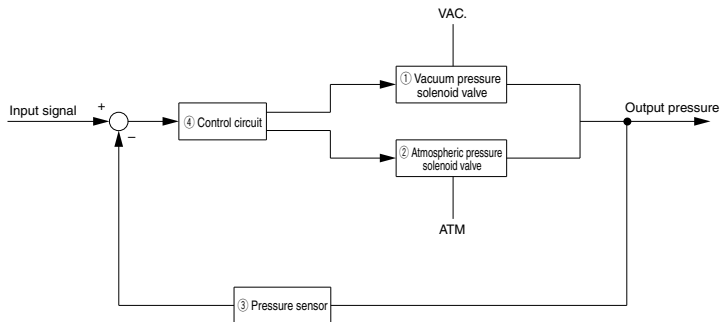 VAC.
① Vacuum pressure
solenoid valve
Input signal
+
−
④ Control circuit
Output pressure
② Atmospheric pressure
solenoid valve
ATM
③ Pressure sensor